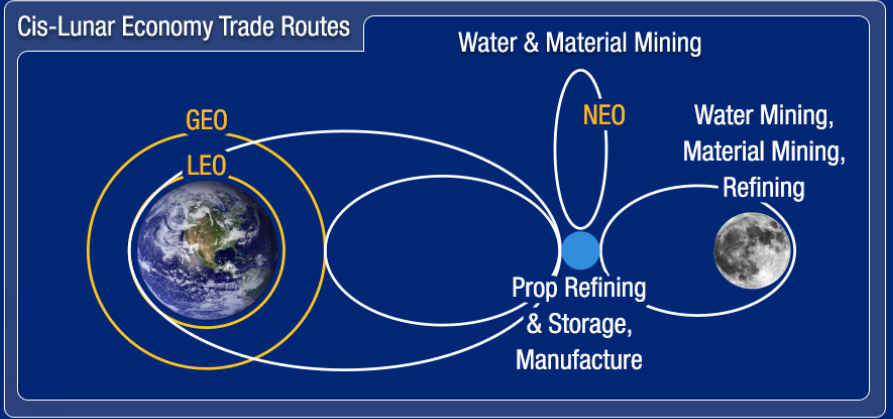 Cis-Lunar Economy Trade Routes
Water & Material Mining
GEO
NEO
Water Mining,
Material Mining,
Refining
LEO
Prop Refining
& Storage,
Manufacture